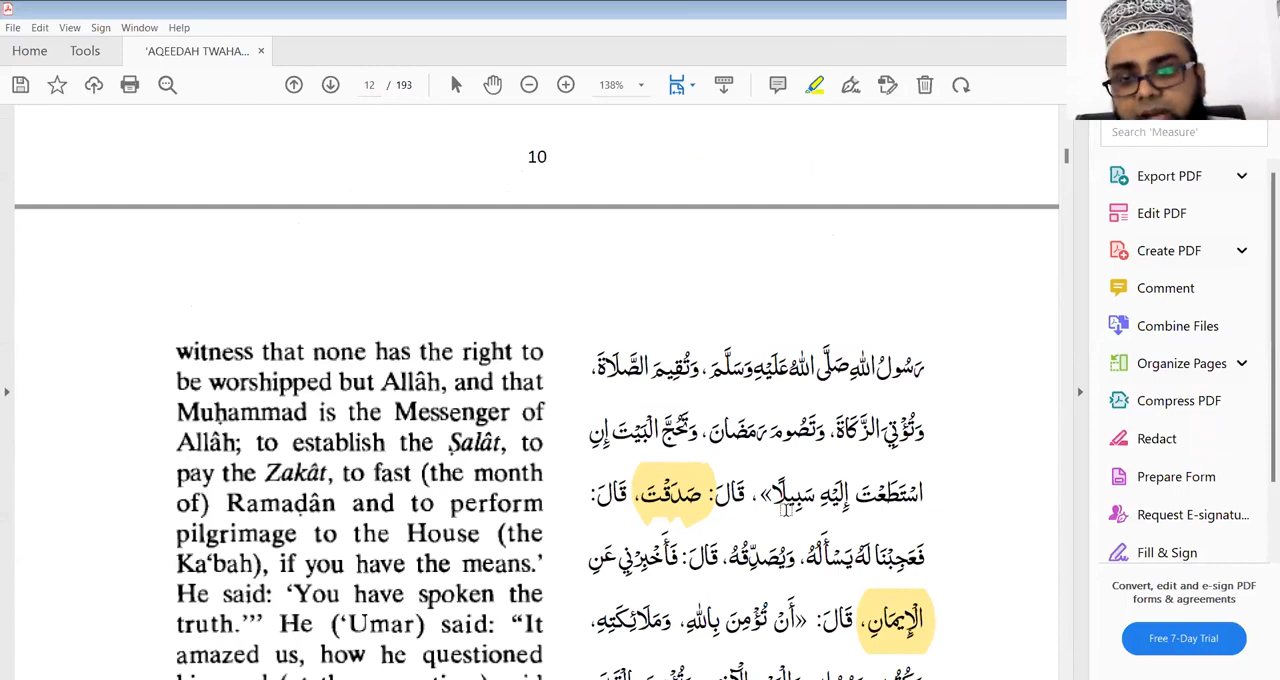 File Edit View Sign Window Help
Home Tools 'AQEEDAH TWAHA... ×
12 / 193 138%
Search 'Measure'
Export PDF
Edit PDF
Create PDF
Comment
Combine Files
Organize Pages
Compress PDF
Redact
Prepare Form
Request E-signatu...
Fill & Sign
Convert, edit and e-sign PDF
forms & agreements
Free 7-Day Trial
10
witness that none has the right to
be worshipped but Allâh, and that
Muḥammad is the Messenger of
Allâh; to establish the Ṣalât, to
pay the Zakât, to fast (the month
of) Ramaḍân and to perform
pilgrimage to the House (the
Ka'bah), if you have the means.'
He said: 'You have spoken the
truth.'" He ('Umar) said: "It
amazed us, how he questioned
رَسُولُ اللهِ صَلَّى اللهُ عَلَيْهِ وَسَلَّمَ، وَتُقِيمَ الصَّلَاةَ،
وَتُؤْتِيَ الزَّكَاةَ، وَتَصُومَ رَمَضَانَ، وَتَحُجَّ الْبَيْتَ إِنِ
اسْتَطَعْتَ إِلَيْهِ سَبِيلًا»، قَالَ: صَدَقْتَ، قَالَ:
فَعَجِبْنَا لَهُ يَسْأَلُهُ، وَيُصَدِّقُهُ، قَالَ: فَأَخْبِرْنِي عَنِ
الْإِيمَانِ، قَالَ: «أَنْ تُؤْمِنَ بِاللهِ، وَمَلَائِكَتِهِ،